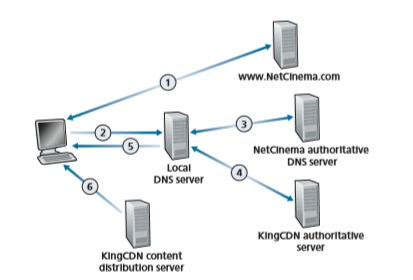 1
www.NetCinema.com
2
3
5
NetCinema authoritative
DNS server
Local
DNS server
4
6
KingCDN authoritative
server
KingCDN content
distribution server